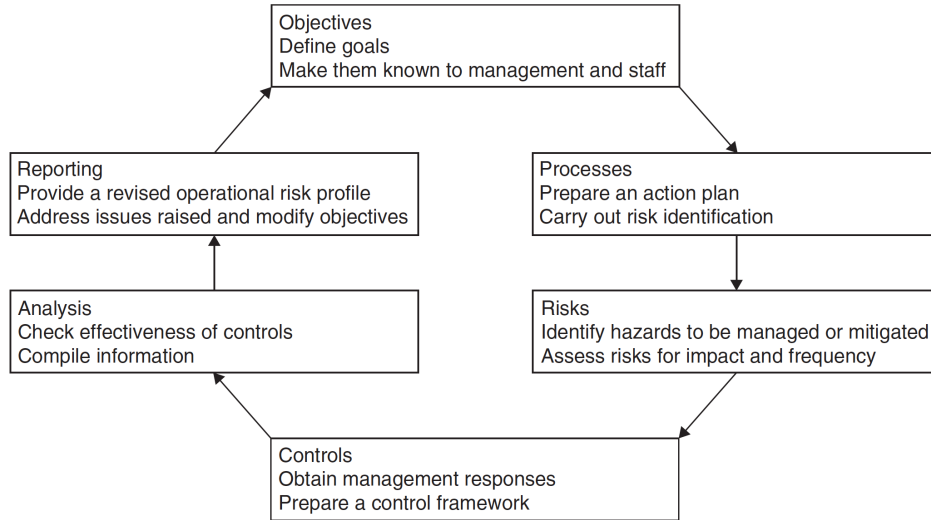 Objectives
Define goals
Make them known to management and staff
Reporting
Provide a revised operational risk profile
Address issues raised and modify objectives
Processes
Prepare an action plan
Carry out risk identification
Analysis
Check effectiveness of controls
Compile information
Risks
Identify hazards to be managed or mitigated
Assess risks for impact and frequency
Controls
Obtain management responses
Prepare a control framework